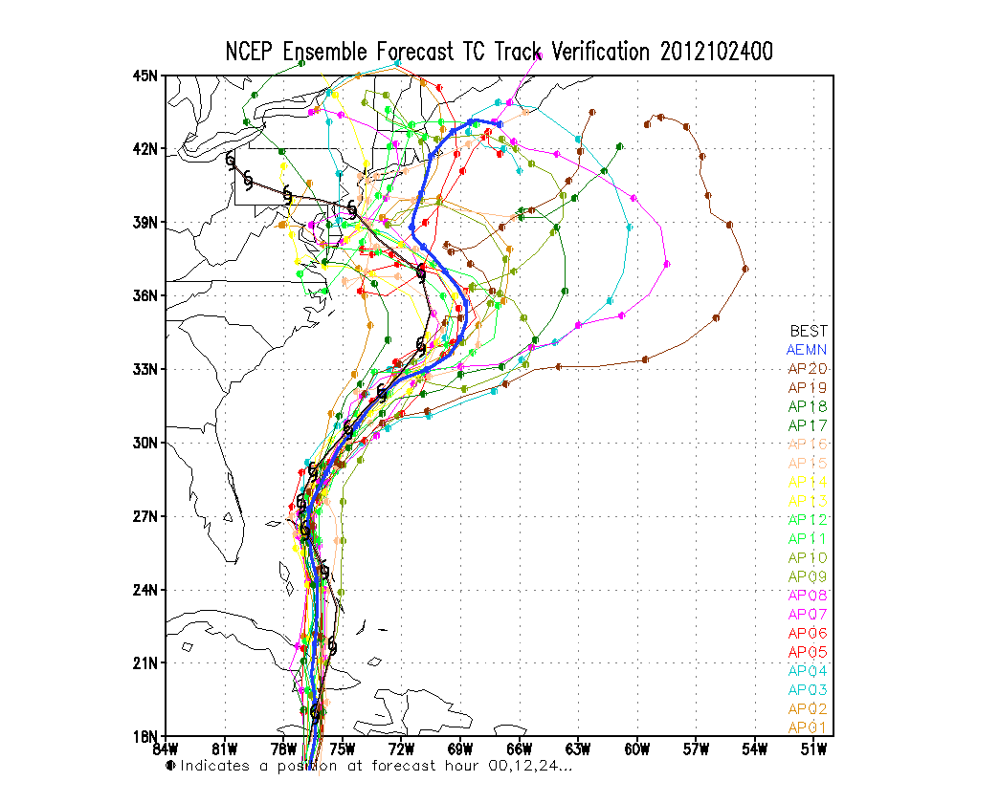 NCEP Ensemble Forecast TC Track Verification 2012102400
45N
42N
39N
36N
33N
30N
27N
24N
21N
18N
BEST
AEMN
AP20
AP19
AP18
AP17
AP16
AP15
AP14
AP13
AP12
AP11
AP10
AP09
AP08
AP07
AP06
AP05
AP04
AP03
AP02
AP01
84W 81W 78W 75W 72W 69W 66W 63W 60W 57W 54W 51W
Indicates a position at forecast hour 00,12,24...